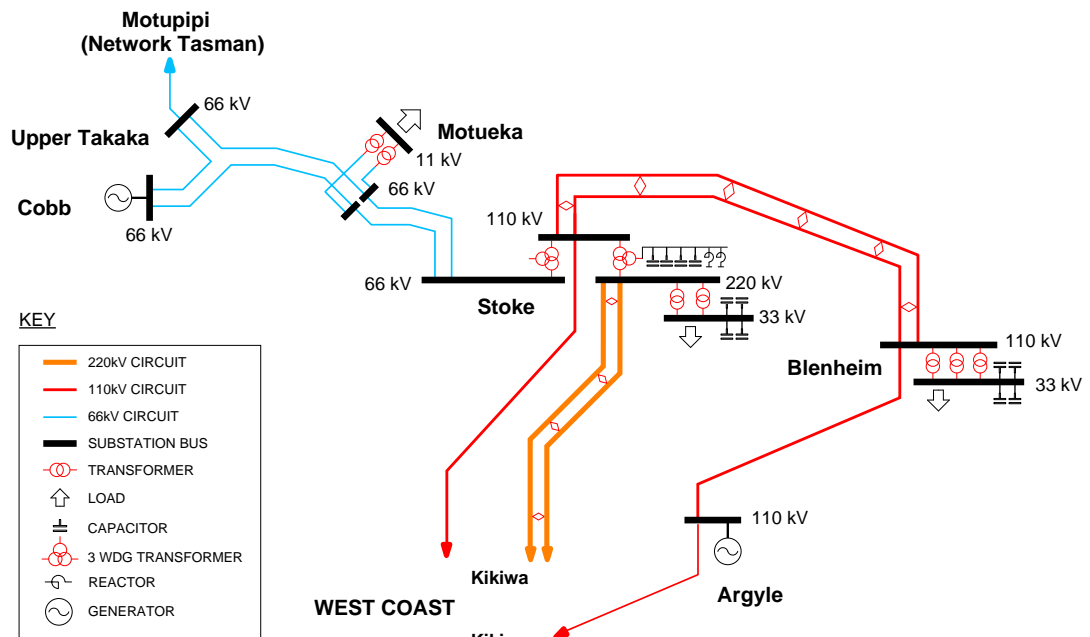 Motupipi
(Network Tasman)
66 kV
Upper Takaka
Motueka
11 kV
66 kV
Cobb
66 kV
110 kV
66 kV
Stoke
220 kV
33 kV
110 kV
Blenheim
33 kV
KEY
220kV CIRCUIT
110kV CIRCUIT
66kV CIRCUIT
SUBSTATION BUS
TRANSFORMER
LOAD
CAPACITOR
3 WDG TRANSFORMER
REACTOR
GENERATOR
110 kV
Kikiwa
Argyle
WEST COAST